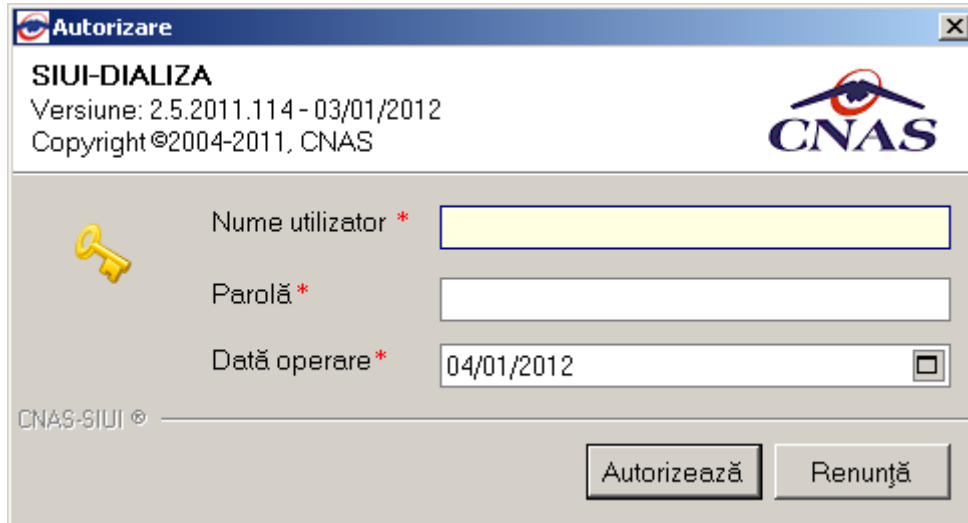 Autorizare
SIUI-DIALIZA
Versiune: 2.5.2011.114 - 03/01/2012
Copyright ©2004-2011, CNAS
CNAS
Nume utilizator *
Parolă *
Dată operare *
04/01/2012
CNAS-SIUI ®
Autorizează
Renunţă